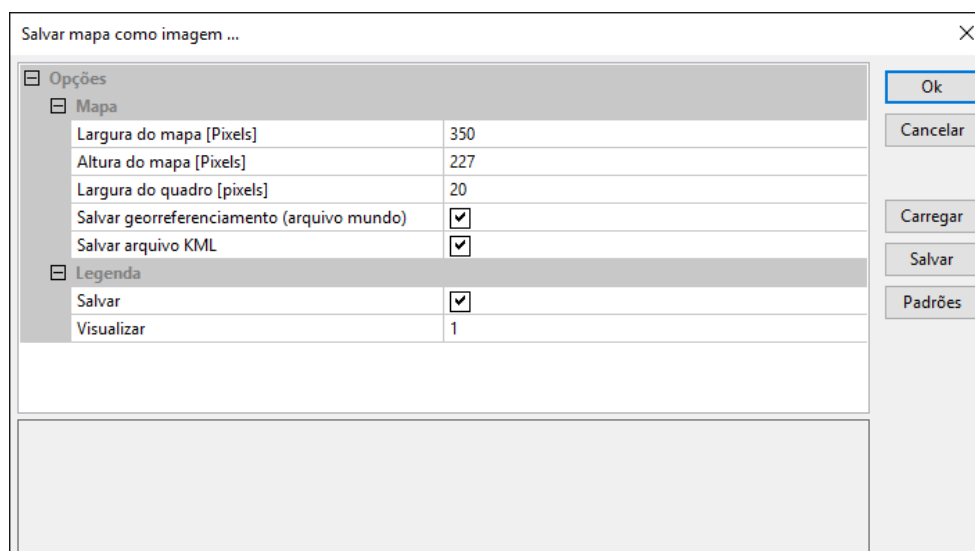 Salvar mapa como imagem ...
Opções
Mapa
Largura do mapa [Pixels] 350
Altura do mapa [Pixels] 227
Largura do quadro [pixels] 20
Salvar georreferenciamento (arquivo mundo)
Salvar arquivo KML
Legenda
Salvar
Visualizar 1
Ok
Cancelar
Carregar
Salvar
Padrões